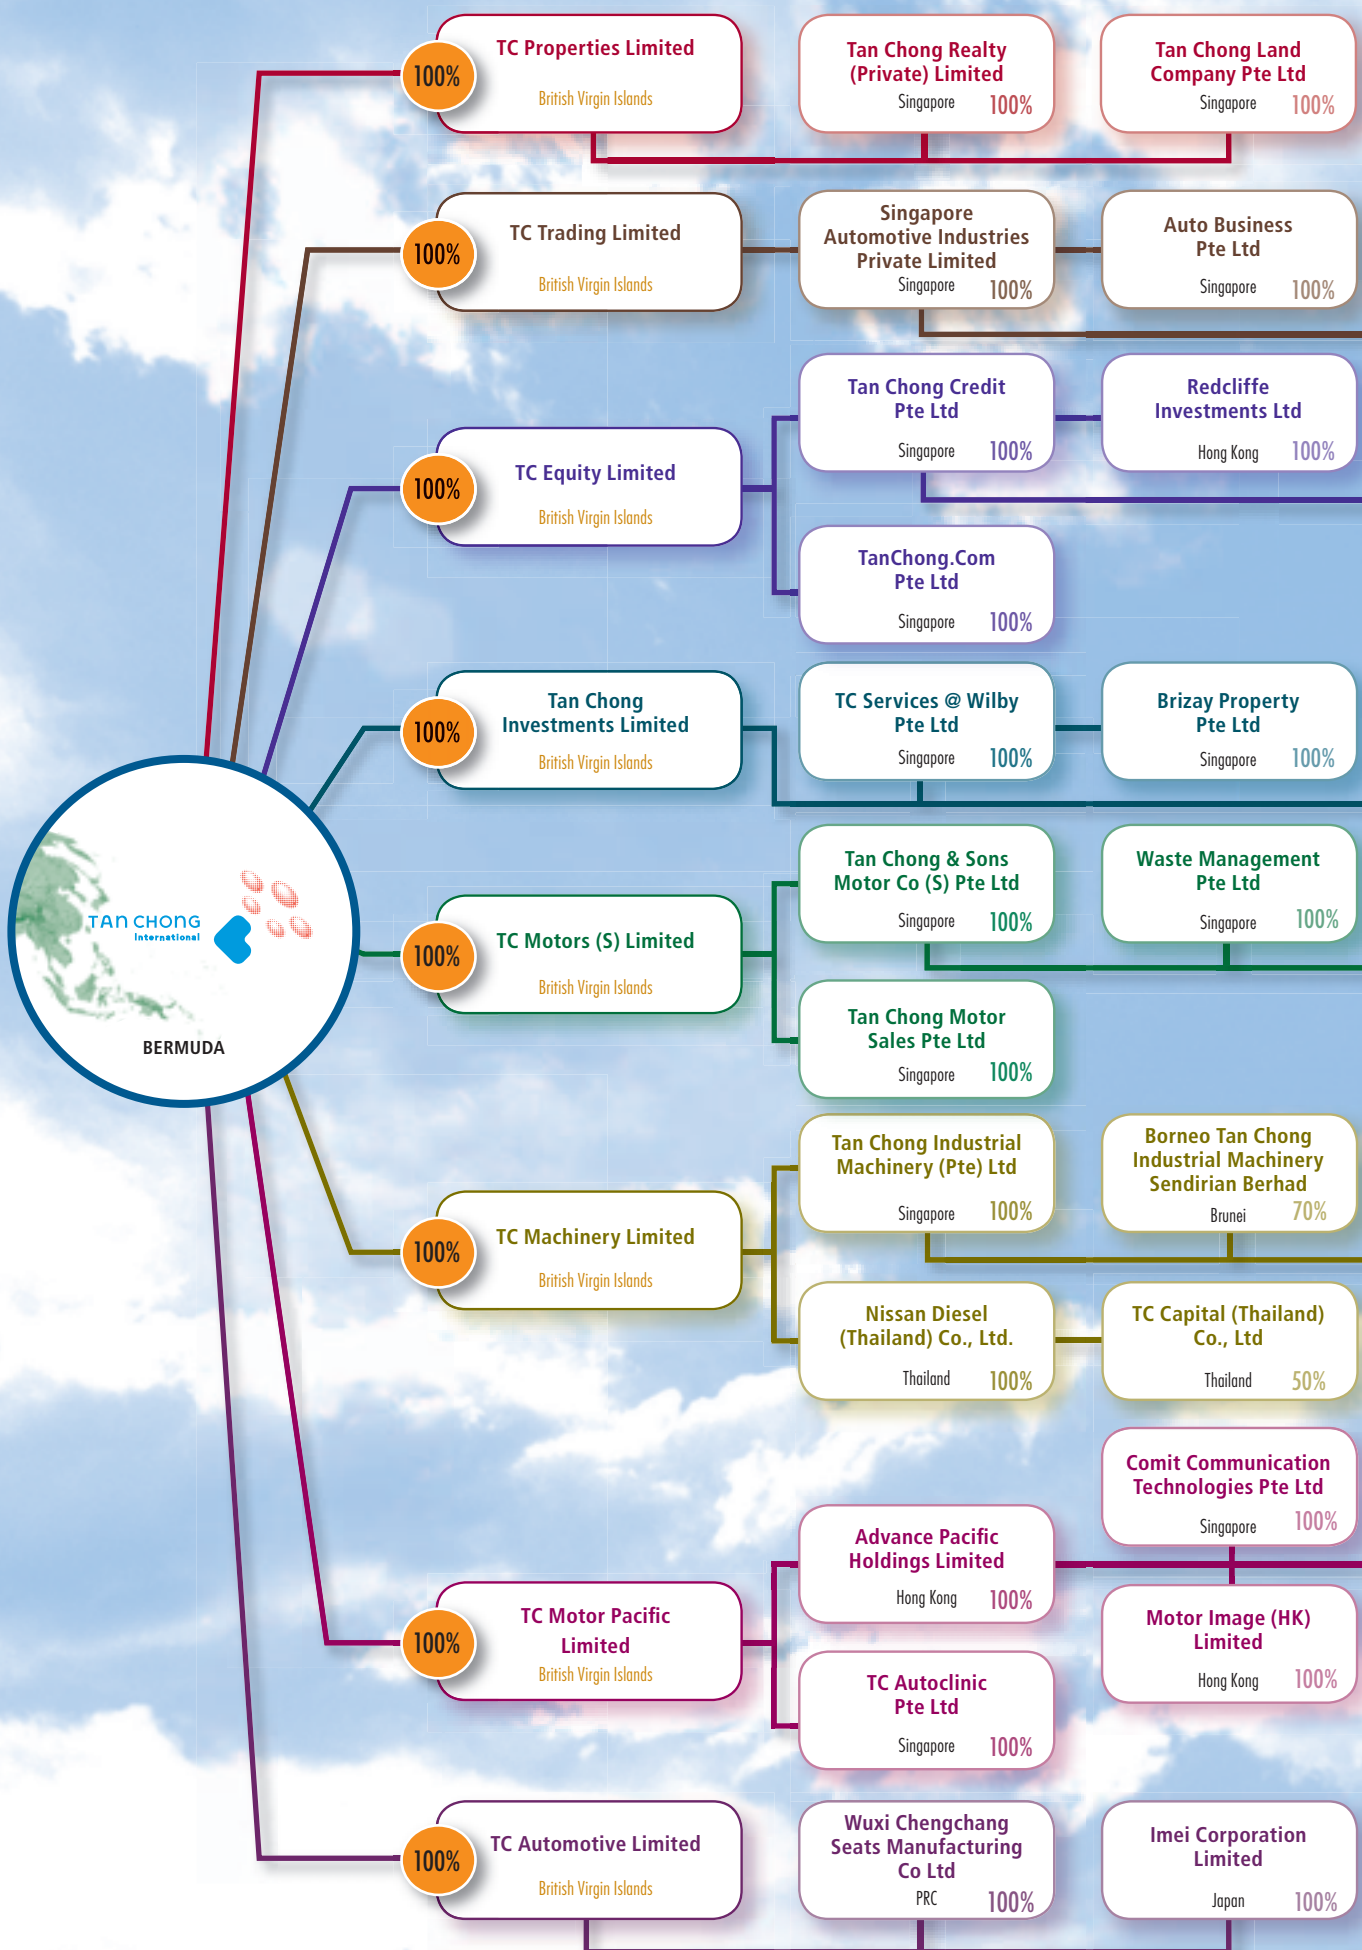 100%
TC Properties Limited
British Virgin Islands
Tan Chong Realty
(Private) Limited
Singapore 100%
Tan Chong Land
Company Pte Ltd
Singapore 100%
100%
TC Trading Limited
British Virgin Islands
Singapore
Automotive Industries
Private Limited
Singapore 100%
Auto Business
Pte Ltd
Singapore 100%
100%
TC Equity Limited
British Virgin Islands
Tan Chong Credit
Pte Ltd
Singapore 100%
Redcliffe
Investments Ltd
Hong Kong 100%
TanChong.Com
Pte Ltd
Singapore 100%
100%
Tan Chong
Investments Limited
British Virgin Islands
TC Services @ Wilby
Pte Ltd
Singapore 100%
Brizay Property
Pte Ltd
Singapore 100%
TAN CHONG
International
BERMUDA
100%
TC Motors (S) Limited
British Virgin Islands
Tan Chong & Sons
Motor Co (S) Pte Ltd
Singapore 100%
Waste Management
Pte Ltd
Singapore 100%
Tan Chong Motor
Sales Pte Ltd
Singapore 100%
100%
TC Machinery Limited
British Virgin Islands
Tan Chong Industrial
Machinery (Pte) Ltd
Singapore 100%
Borneo Tan Chong
Industrial Machinery
Sendirian Berhad
Brunei 70%
Nissan Diesel
(Thailand) Co., Ltd.
Thailand 100%
TC Capital (Thailand)
Co., Ltd
Thailand 50%
100%
TC Motor Pacific
Limited
British Virgin Islands
Advance Pacific
Holdings Limited
Hong Kong 100%
Comit Communication
Technologies Pte Ltd
Singapore 100%
Motor Image (HK)
Limited
Hong Kong 100%
TC Autoclinic
Pte Ltd
Singapore 100%
100%
TC Automotive Limited
British Virgin Islands
Wuxi Chengchang
Seats Manufacturing
Co Ltd
PRC 100%
Imei Corporation
Limited
Japan 100%